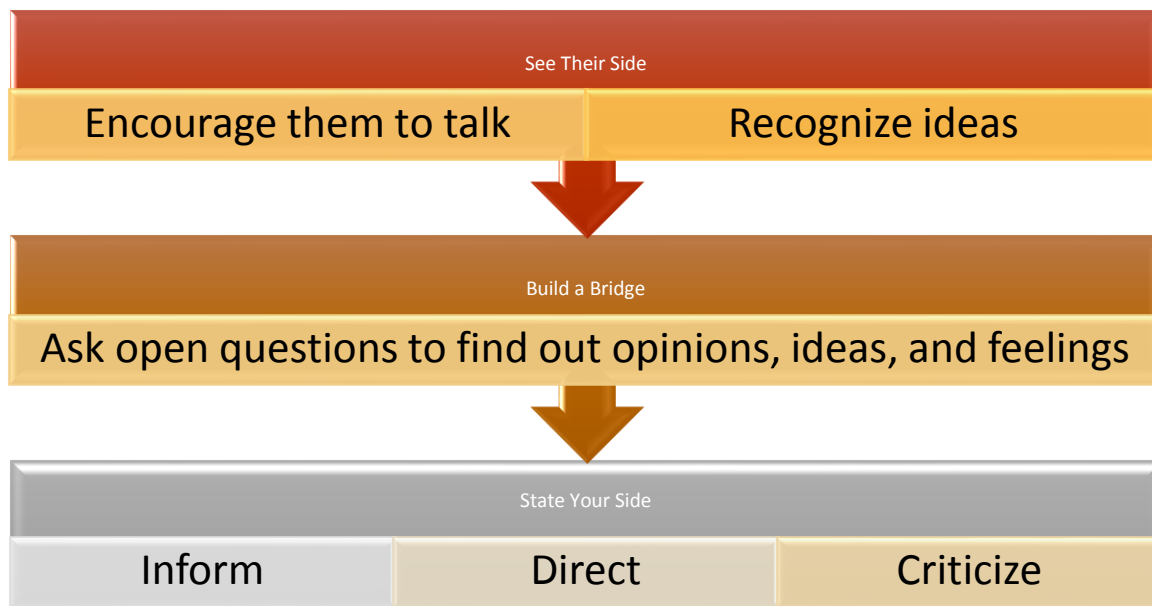 See Their Side
Encourage them to talk
Recognize ideas
Build a Bridge
Ask open questions to find out opinions, ideas, and feelings
State Your Side
Inform
Direct
Criticize